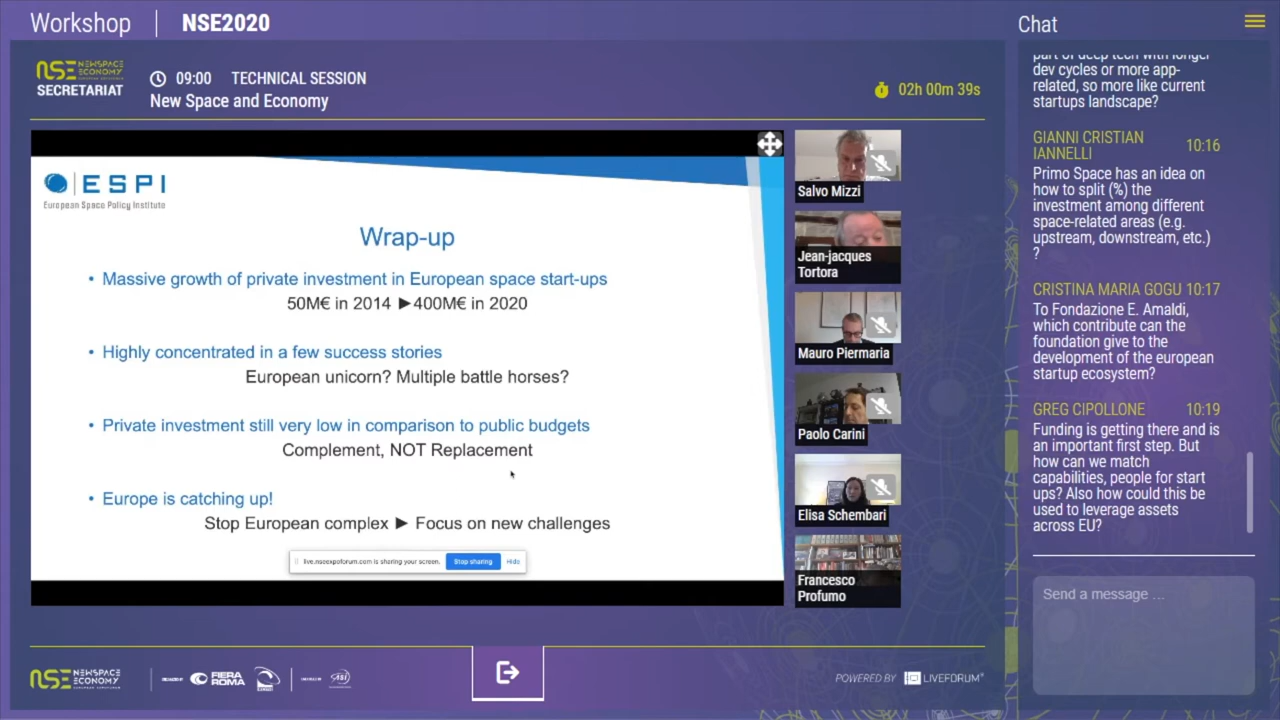 Workshop
NSE2020
Chat
NSE NEWSPACE
ECONOMY
SECRETARIAT
09:00 TECHNICAL SESSION
New Space and Economy
02h 00m 39s
ESPI
European Space Policy Institute
Wrap-up
• Massive growth of private investment in European space start-ups
50M€ in 2014 ►400M€ in 2020
• Highly concentrated in a few success stories
European unicorn? Multiple battle horses?
• Private investment still very low in comparison to public budgets
Complement, NOT Replacement
• Europe is catching up!
Stop European complex ► Focus on new challenges
live.nseexpoforum.com is sharing your screen.
Stop sharing
Hide
Salvo Mizzi
Jean-jacques
Tortora
Mauro Piermaria
Paolo Carini
Elisa Schembari
Francesco
Profumo
part of deep tech with longer
dev cycles or more app-
related, so more like current
startups landscape?
GIANNI CRISTIAN
IANNELLI
10:16
Primo Space has an idea on
how to split (%) the
investment among different
space-related areas (e.g.
upstream, downstream, etc.)
?
CRISTINA MARIA GOGU 10:17
To Fondazione E. Amaldi,
which contribute can the
foundation give to the
development of the european
startup ecosystem?
GREG CIPOLLONE 10:19
Funding is getting there and is
an important first step. But
how can we match
capabilities, people for start
ups? Also how could this be
used to leverage assets
across EU?
Send a message ...
NSE NEWSPACE
ECONOMY
FIERA
ROMA
POWERED BY LIVEFORUM